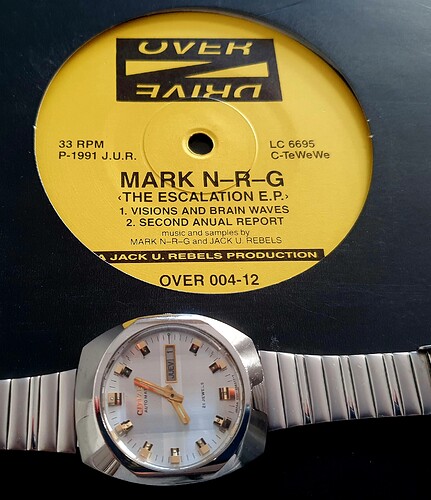 OVER
DRIVE
33 RPM
P-1991 J.U.R.
LC 6695
C-TeWeWe
MARK N–R–G
‹THE ESCALATION E.P.›
1. VISIONS AND BRAIN WAVES
2. SECOND ANUAL REPORT
music and samples by
MARK N–R–G and JACK U. REBELS
A JACK U. REBELS PRODUCTION
OVER 004-12
AUTOMATIC